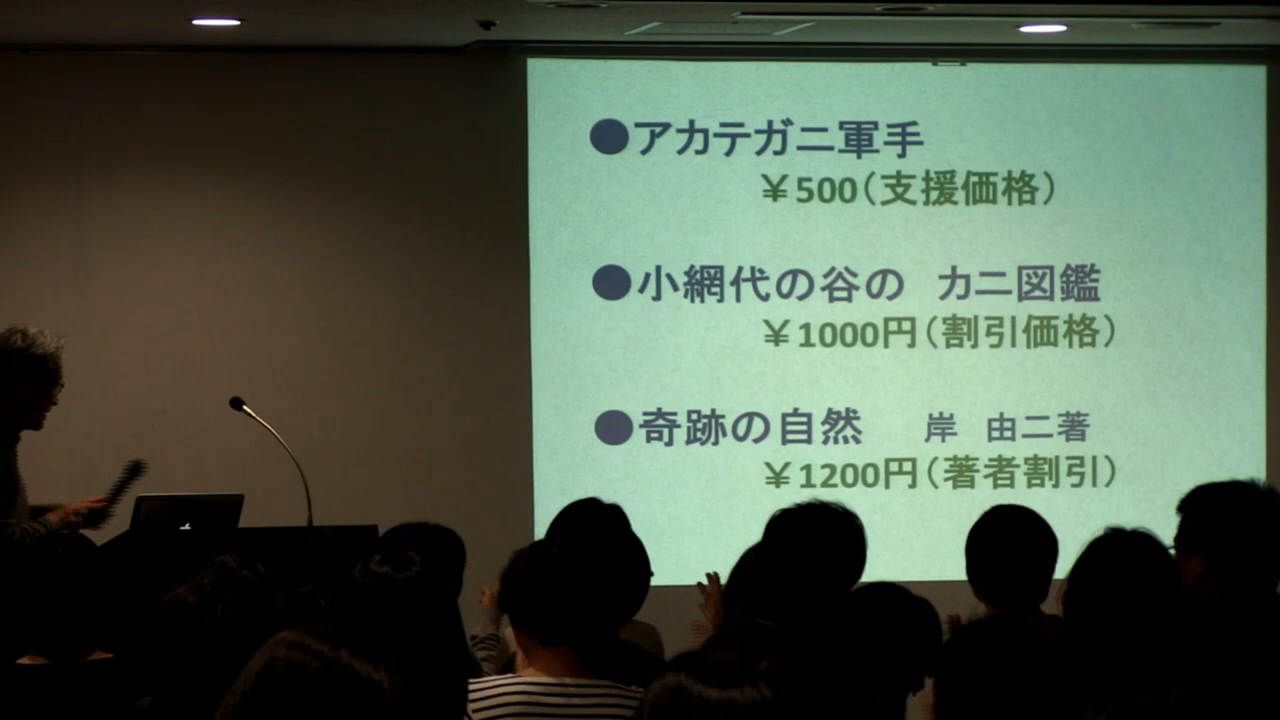 ●アカテガニ軍手
￥500（支援価格）
●小網代の谷の　カニ図鑑
￥1000円（割引価格）
●奇跡の自然　岸　由二著
￥1200円（著者割引）